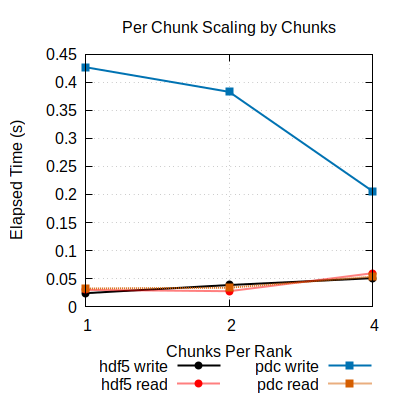 Per Chunk Scaling by Chunks
0.45
0.4
0.35
0.3
0.25
0.2
0.15
0.1
0.05
0
Elapsed Time (s)
1 2 4
Chunks Per Rank
hdf5 write pdc write
hdf5 read pdc read